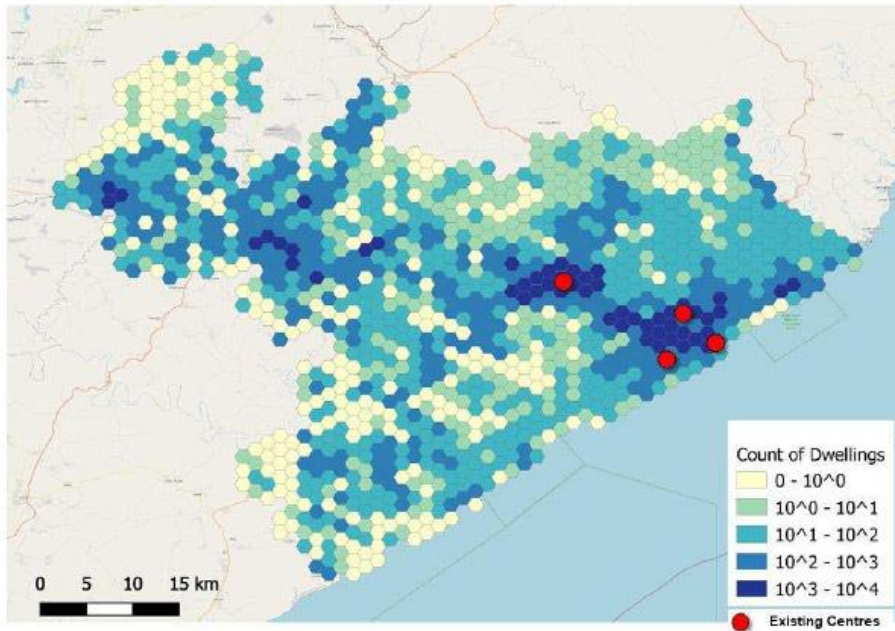 Count of Dwellings
0 - 10^0
10^0 - 10^1
10^1 - 10^2
10^2 - 10^3
10^3 - 10^4
Existing Centres
0 5 10 15 km